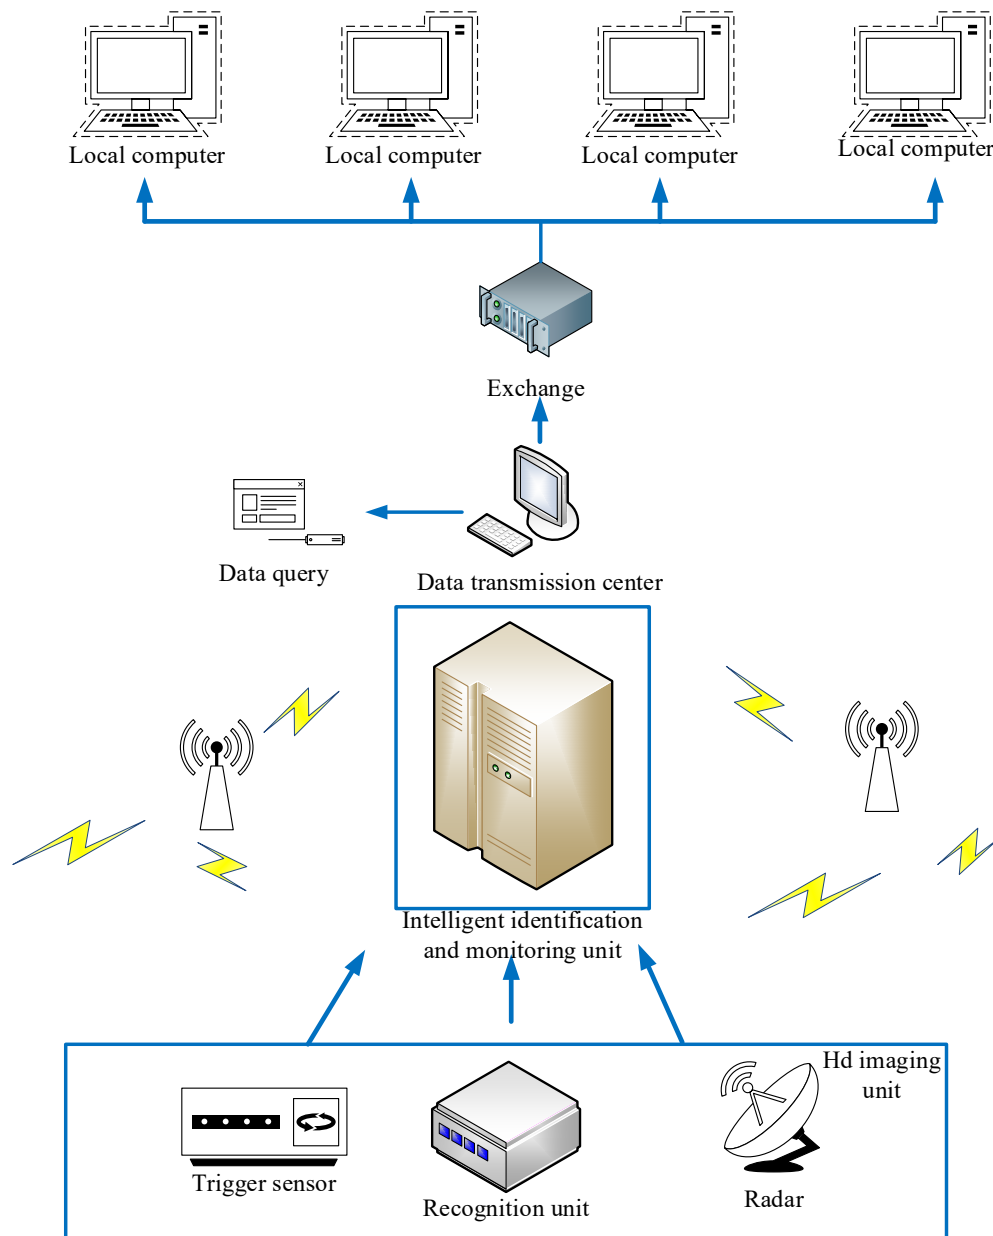 Local computer
Local computer
Local computer
Local computer
Exchange
Data query
Data transmission center
Intelligent identification
and monitoring unit
Hd imaging
unit
Trigger sensor
Recognition unit
Radar